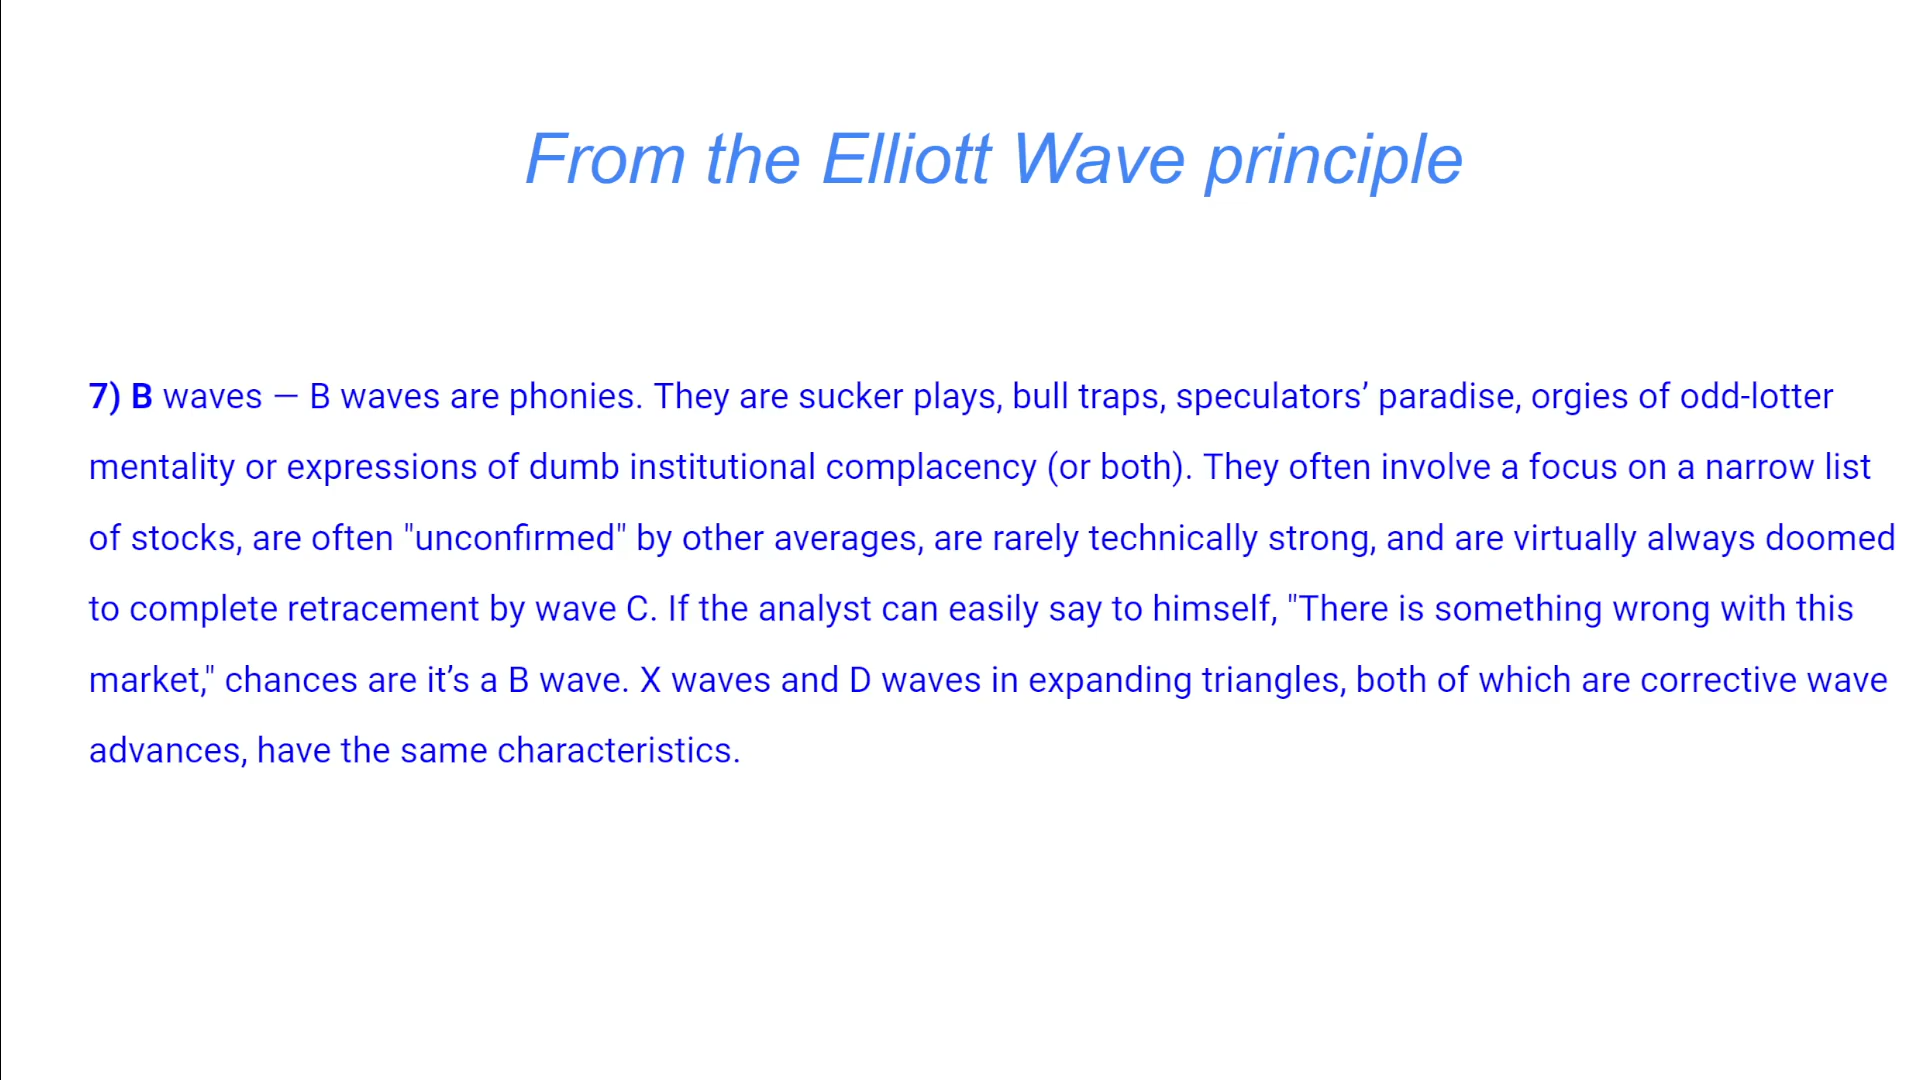 From the Elliott Wave principle
7) B waves — B waves are phonies. They are sucker plays, bull traps, speculators’ paradise, orgies of odd-lotter
mentality or expressions of dumb institutional complacency (or both). They often involve a focus on a narrow list
of stocks, are often "unconfirmed" by other averages, are rarely technically strong, and are virtually always doomed
to complete retracement by wave C. If the analyst can easily say to himself, "There is something wrong with this
market," chances are it’s a B wave. X waves and D waves in expanding triangles, both of which are corrective wave
advances, have the same characteristics.